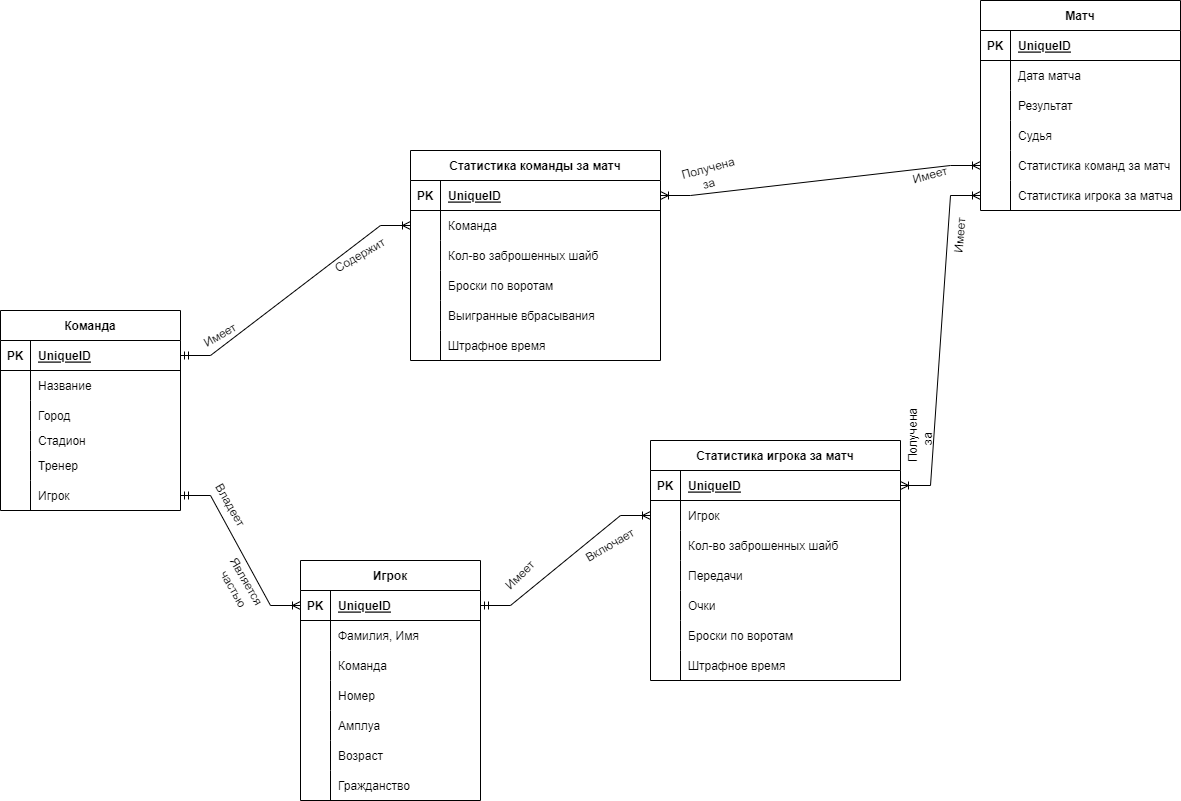 Матч
PK UniqueID
Дата матча
Результат
Судья
Статистика команд за матч
Статистика игрока за матча
Статистика команды за матч
PK UniqueID
Команда
Кол-во заброшенных шайб
Броски по воротам
Выигранные вбрасывания
Штрафное время
Получена
за
Имеет
Содержит
Имеет
Команда
PK UniqueID
Название
Город
Стадион
Тренер
Игрок
Имеет
Получена
за
Статистика игрока за матч
PK UniqueID
Игрок
Кол-во заброшенных шайб
Передачи
Очки
Броски по воротам
Штрафное время
Владеет
Является
частью
Включает
Имеет
Игрок
PK UniqueID
Фамилия, Имя
Команда
Номер
Амплуа
Возраст
Гражданство